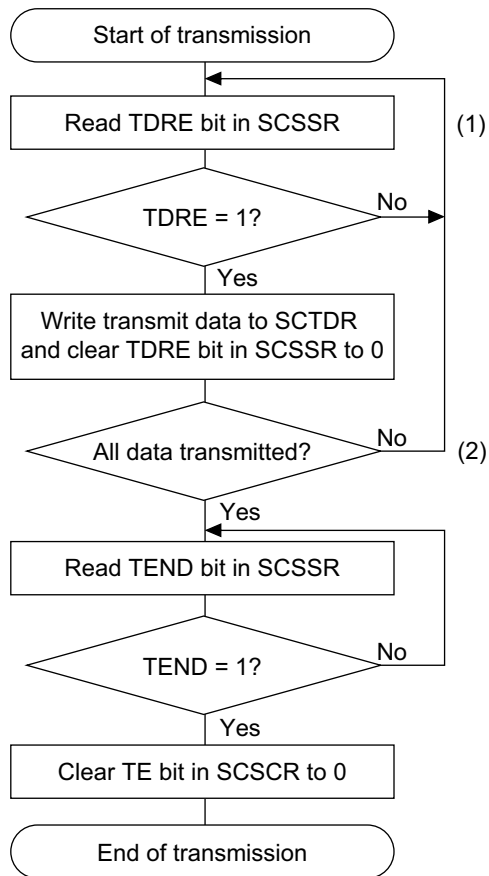 Start of transmission
Read TDRE bit in SCSSR
(1)
TDRE = 1?
No
Yes
Write transmit data to SCTDR
and clear TDRE bit in SCSSR to 0
All data transmitted?
No
(2)
Yes
Read TEND bit in SCSSR
TEND = 1?
No
Yes
Clear TE bit in SCSCR to 0
End of transmission